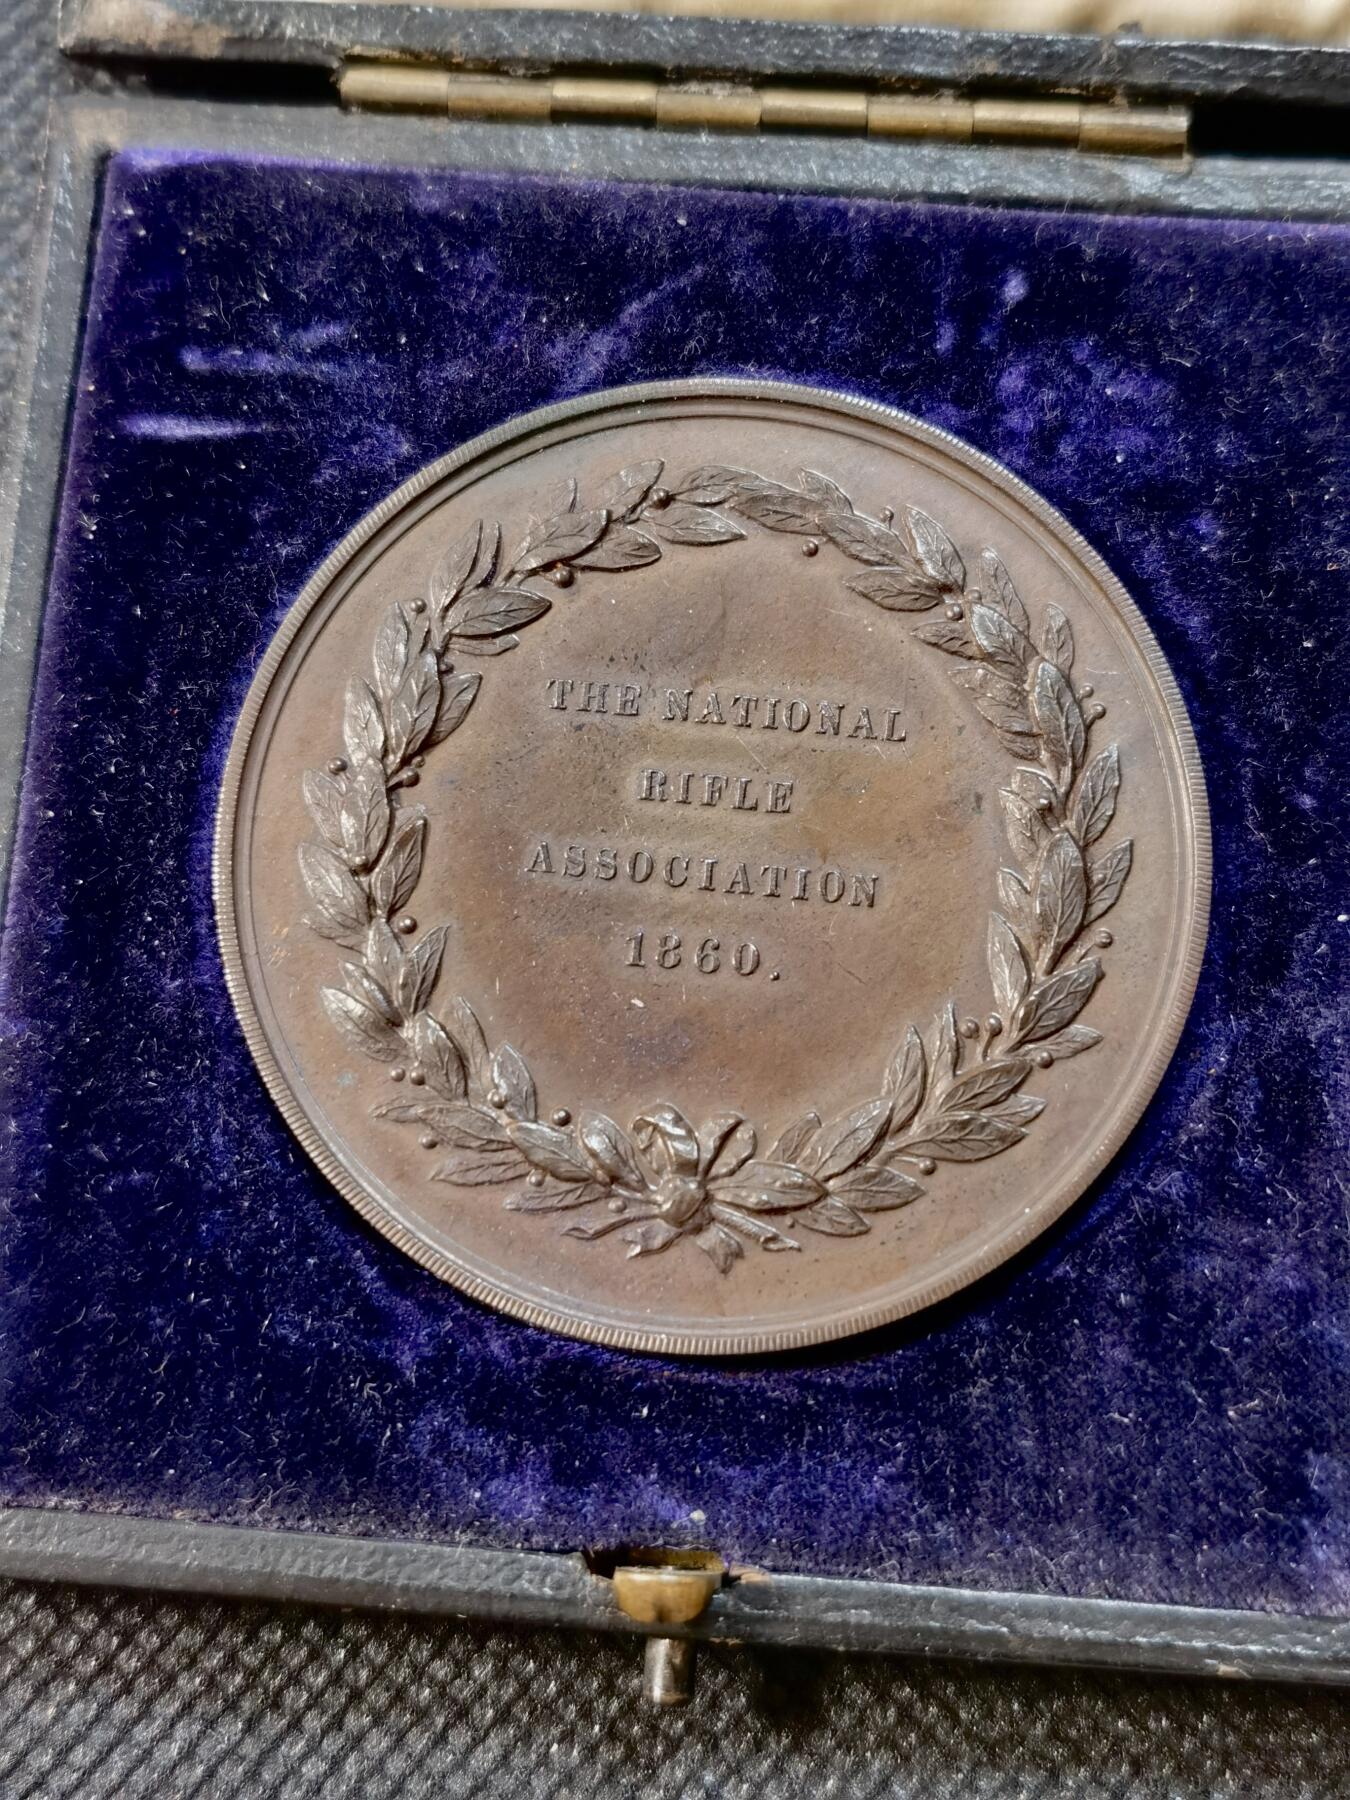 THE NATIONAL
RIFLE
ASSOCIATION
1860.